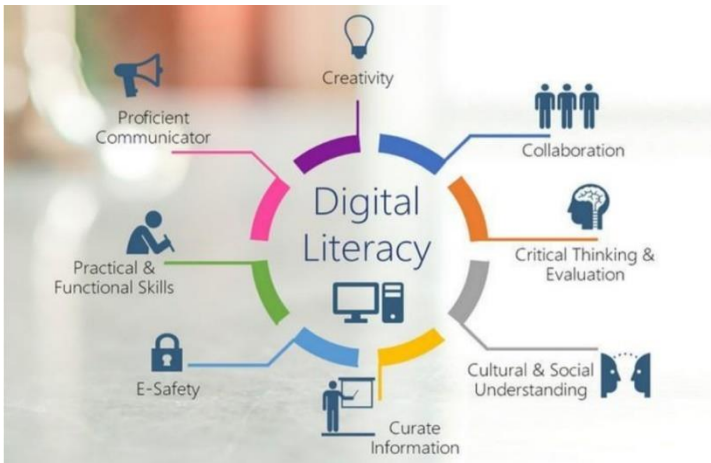 Creativity
Collaboration
Critical Thinking &
Evaluation
Cultural & Social
Understanding
Curate
Information
E-Safety
Practical &
Functional Skills
Proficient
Communicator
Digital
Literacy